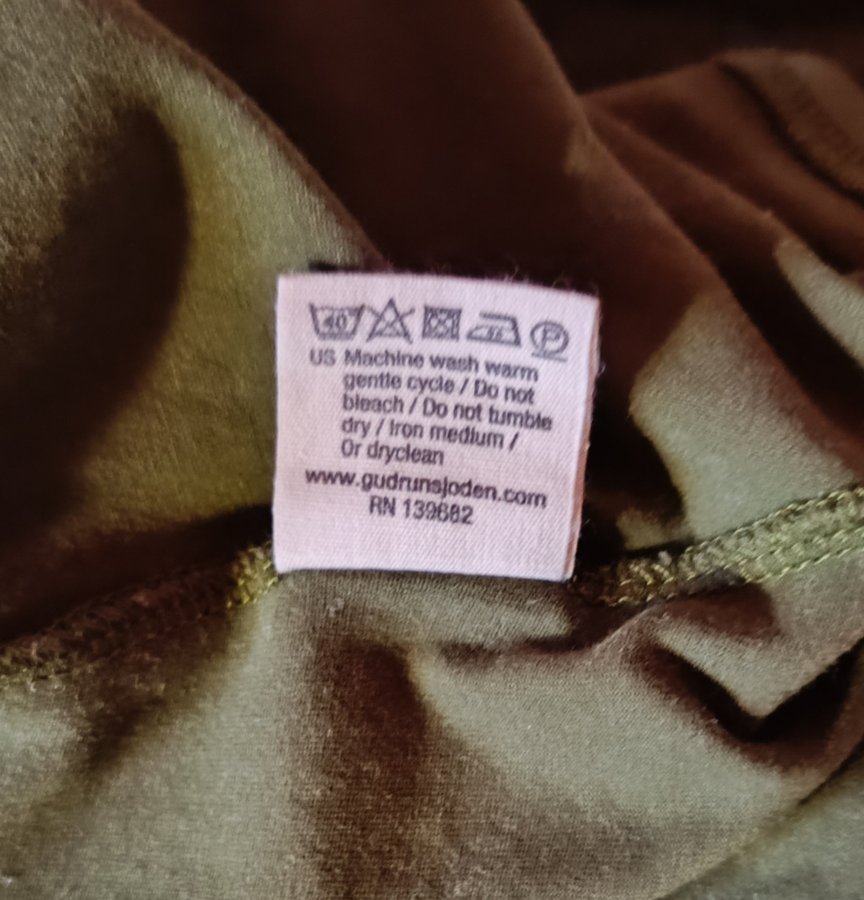 40 P
US Machine wash warm
gentle cycle / Do not
bleach / Do not tumble
dry / Iron medium /
Or dryclean
www.gudrunsjoden.com
RN 139682